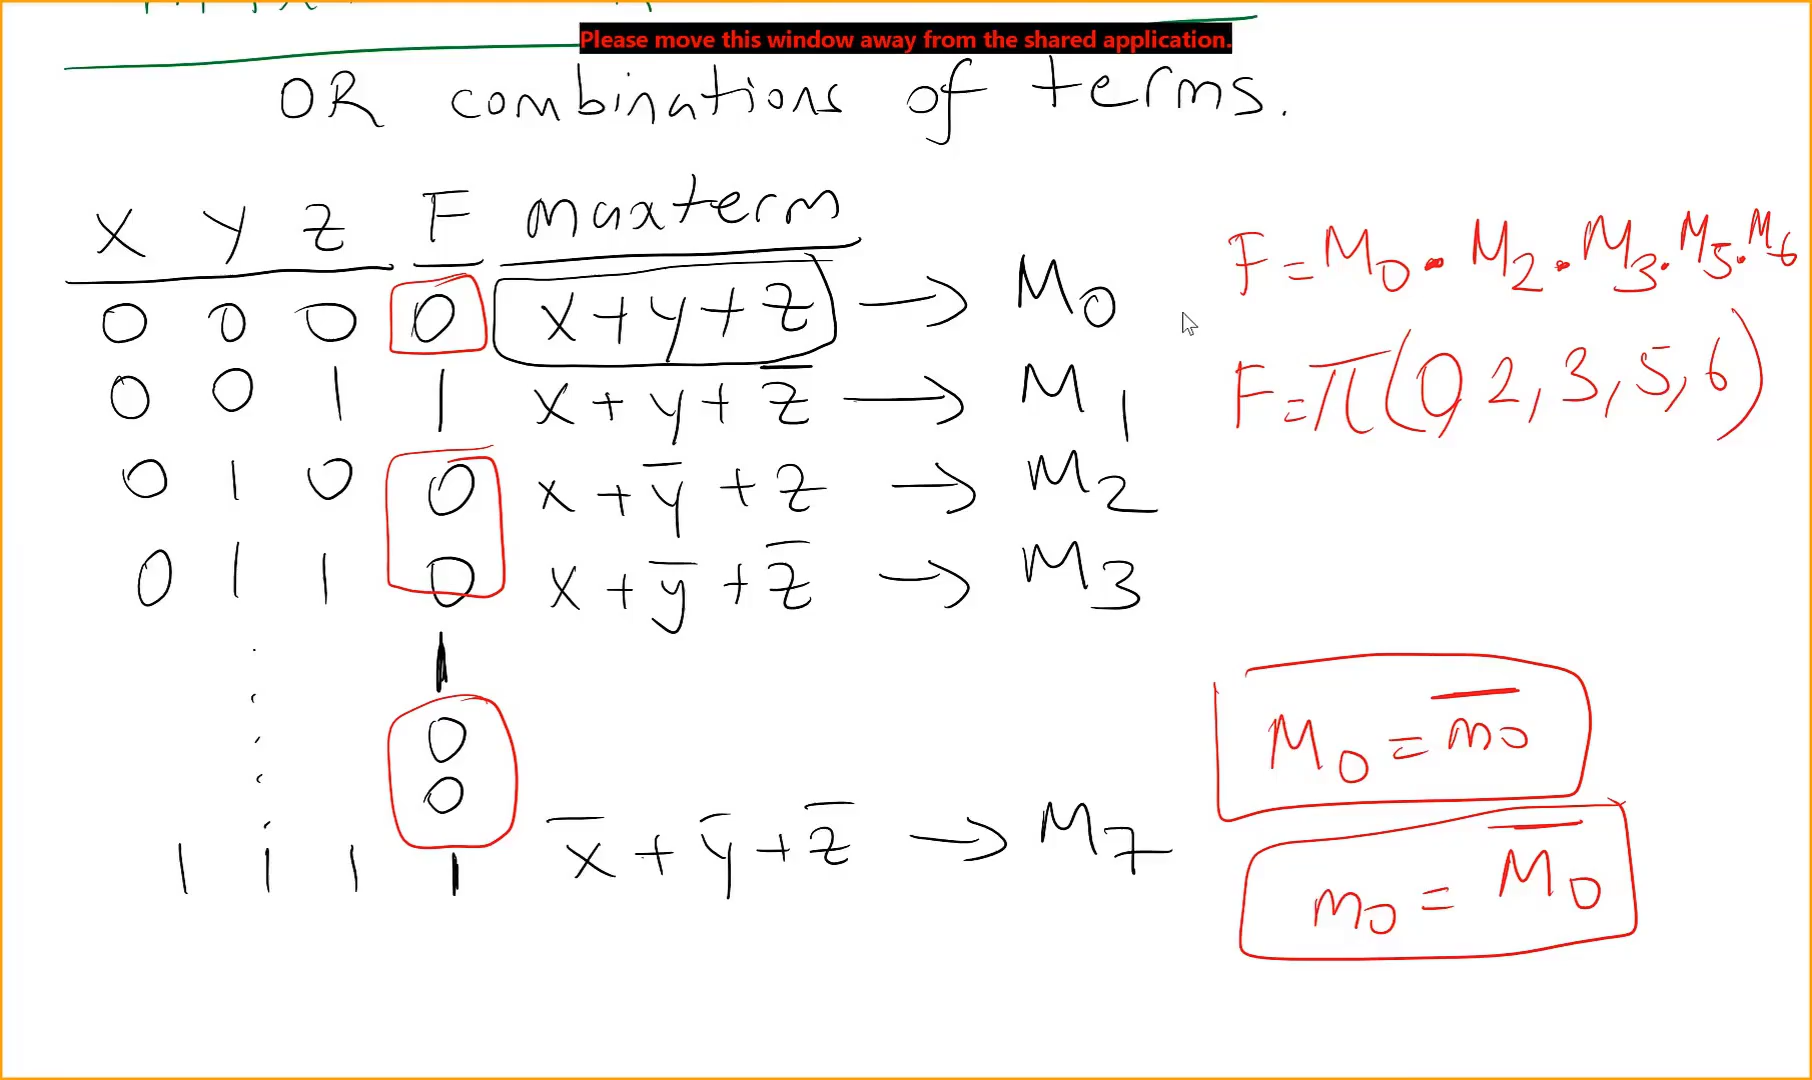 Please move this window away from the shared application.
OR combinations of terms.
x y z F maxterm
0 0 0 0 x+y+z → M0
0 0 1 1 x+y+z̅ → M1
0 1 0 0 x+y̅+z → M2
0 1 1 0 x+y̅+z̅ → M3
1
0
0
1 1 1 1 x̅+y̅+z̅ → M7
F=M0·M2·M3·M5·M6
F=π(0,2,3,5,6)
M0=m̅0̅
m0=M̅0̅